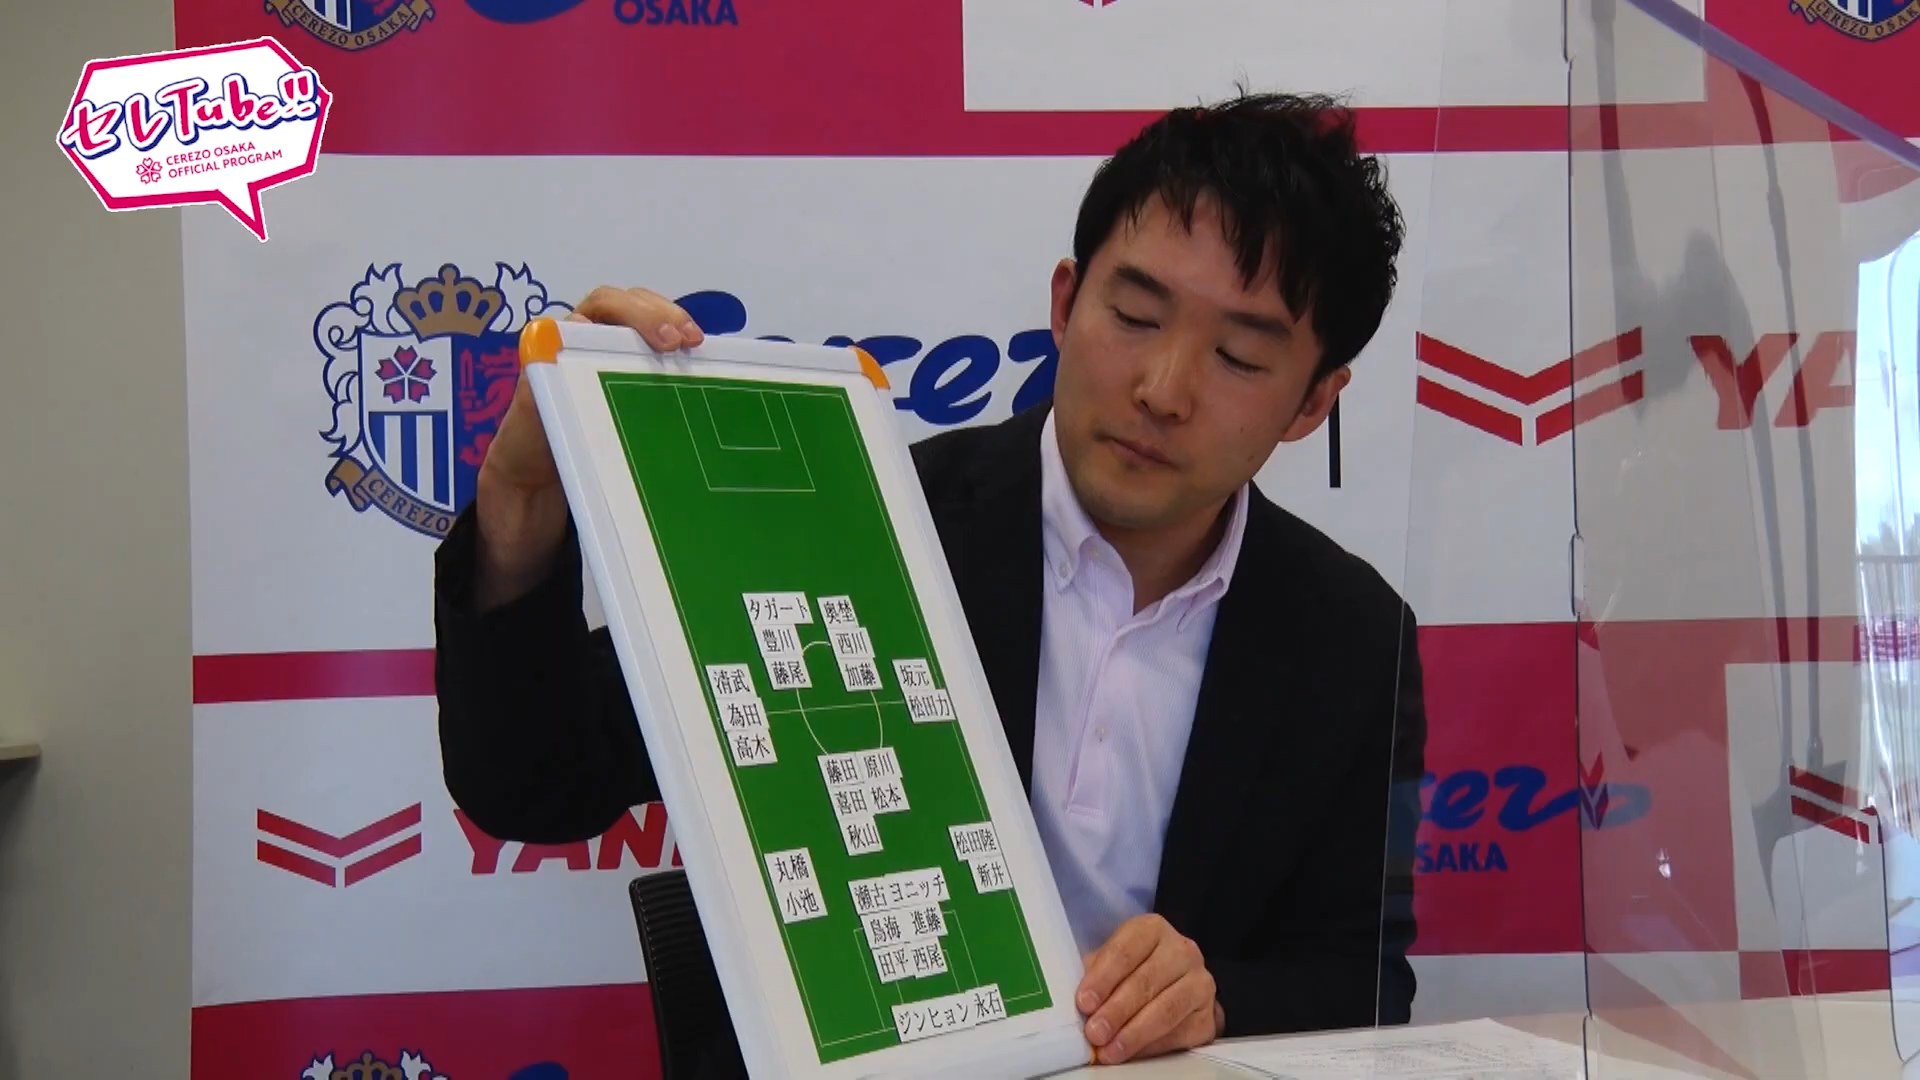 CEREZO OSAKA
OSAKA
CEREZO OSAKA
セレTube!!
CEREZO OSAKA
OFFICIAL PROGRAM
CEREZO
YA
タガート 奥埜
豊川 西川
藤尾 加藤
清武 坂元
為田 松田力
高木
藤田 原川
喜田 松本
秋山
丸橋 松田陸
小池 新井
瀬古 ヨニッチ
鳥海 進藤
田平 西尾
ジンヒョン 永石
YAN
SAKA